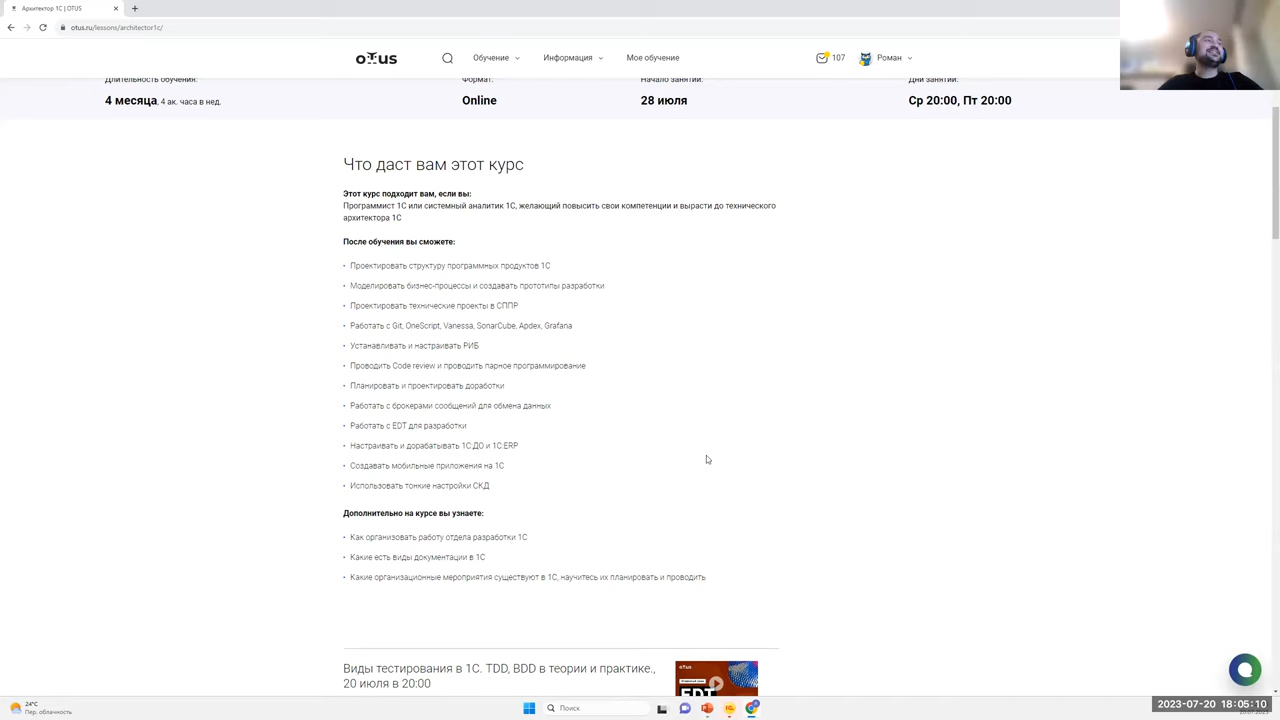 Архитектор 1С | OTUS
otus.ru/lessons/architector1c/
OTUS
Обучение
Информация
Мое обучение
107
Роман
Длительность обучения:
Формат:
Начало занятий:
Дни занятий:
4 месяца, 4 ак. часа в нед.
Online
28 июля
Ср 20:00, Пт 20:00
Что даст вам этот курс
Этот курс подходит вам, если вы:
Программист 1С или системный аналитик 1С, желающий повысить свои компетенции и вырасти до технического
архитектора 1С
После обучения вы сможете:
• Проектировать структуру программных продуктов 1С
• Моделировать бизнес-процессы и создавать прототипы разработки
• Проектировать технические проекты в СППР
• Работать с Git, OneScript, Vanessa, SonarCube, Apdex, Grafana
• Устанавливать и настраивать РИБ
• Проводить Code review и проводить парное программирование
• Планировать и проектировать доработки
• Работать с брокерами сообщений для обмена данных
• Работать с EDT для разработки
• Настраивать и дорабатывать 1С:ДО и 1С:ERP
• Создавать мобильные приложения на 1С
• Использовать тонкие настройки СКД
Дополнительно на курсе вы узнаете:
• Как организовать работу отдела разработки 1С
• Какие есть виды документации в 1С
• Какие организационные мероприятия существуют в 1С, научитесь их планировать и проводить
Виды тестирования в 1С. TDD, BDD в теории и практике.,
20 июля в 20:00
OTUS
EDT
24°C
Пер. облачность
Поиск
2023-07-20 18:05:10